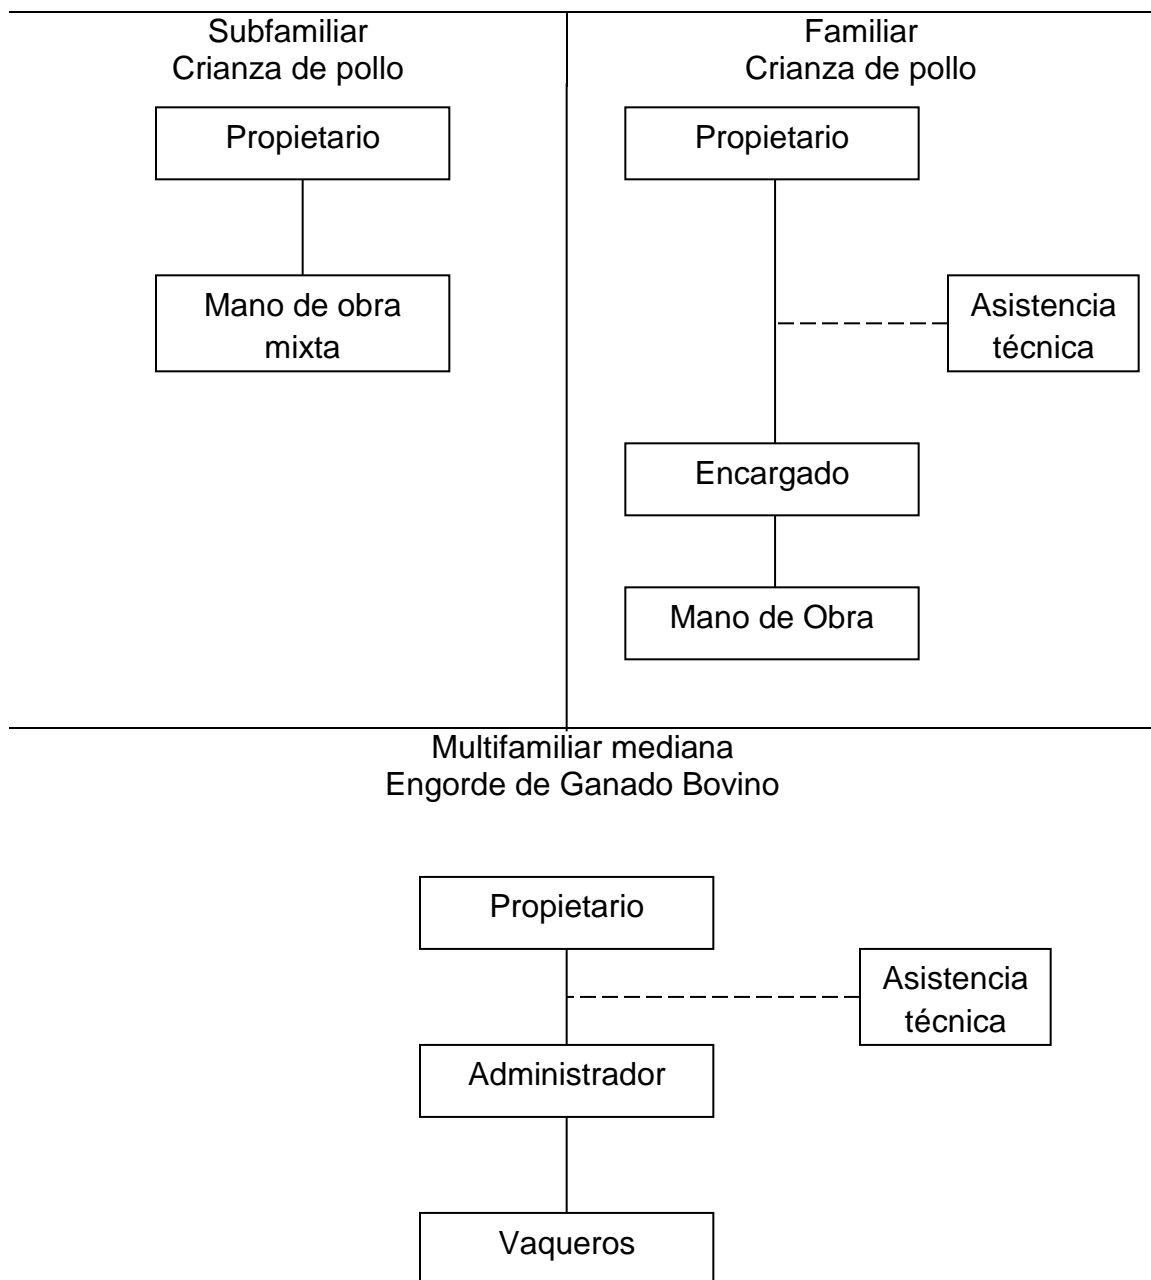 Subfamiliar
Crianza de pollo
Propietario
Mano de obra
mixta
Familiar
Crianza de pollo
Propietario
Asistencia
técnica
Encargado
Mano de Obra
Multifamiliar mediana
Engorde de Ganado Bovino
Propietario
Asistencia
técnica
Administrador
Vaqueros